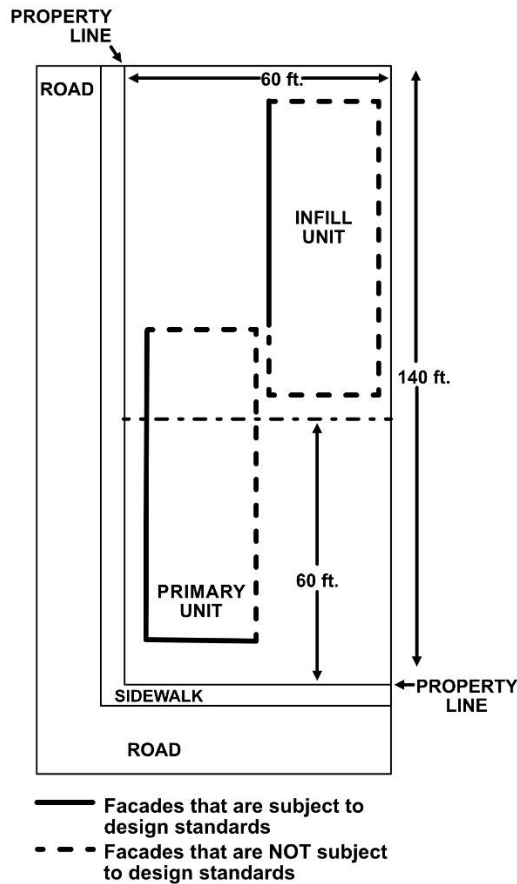 PROPERTY
LINE
ROAD
60 ft.
INFILL
UNIT
140 ft.
60 ft.
PRIMARY
UNIT
PROPERTY
LINE
SIDEWALK
ROAD
Facades that are subject to
design standards
Facades that are NOT subject
to design standards